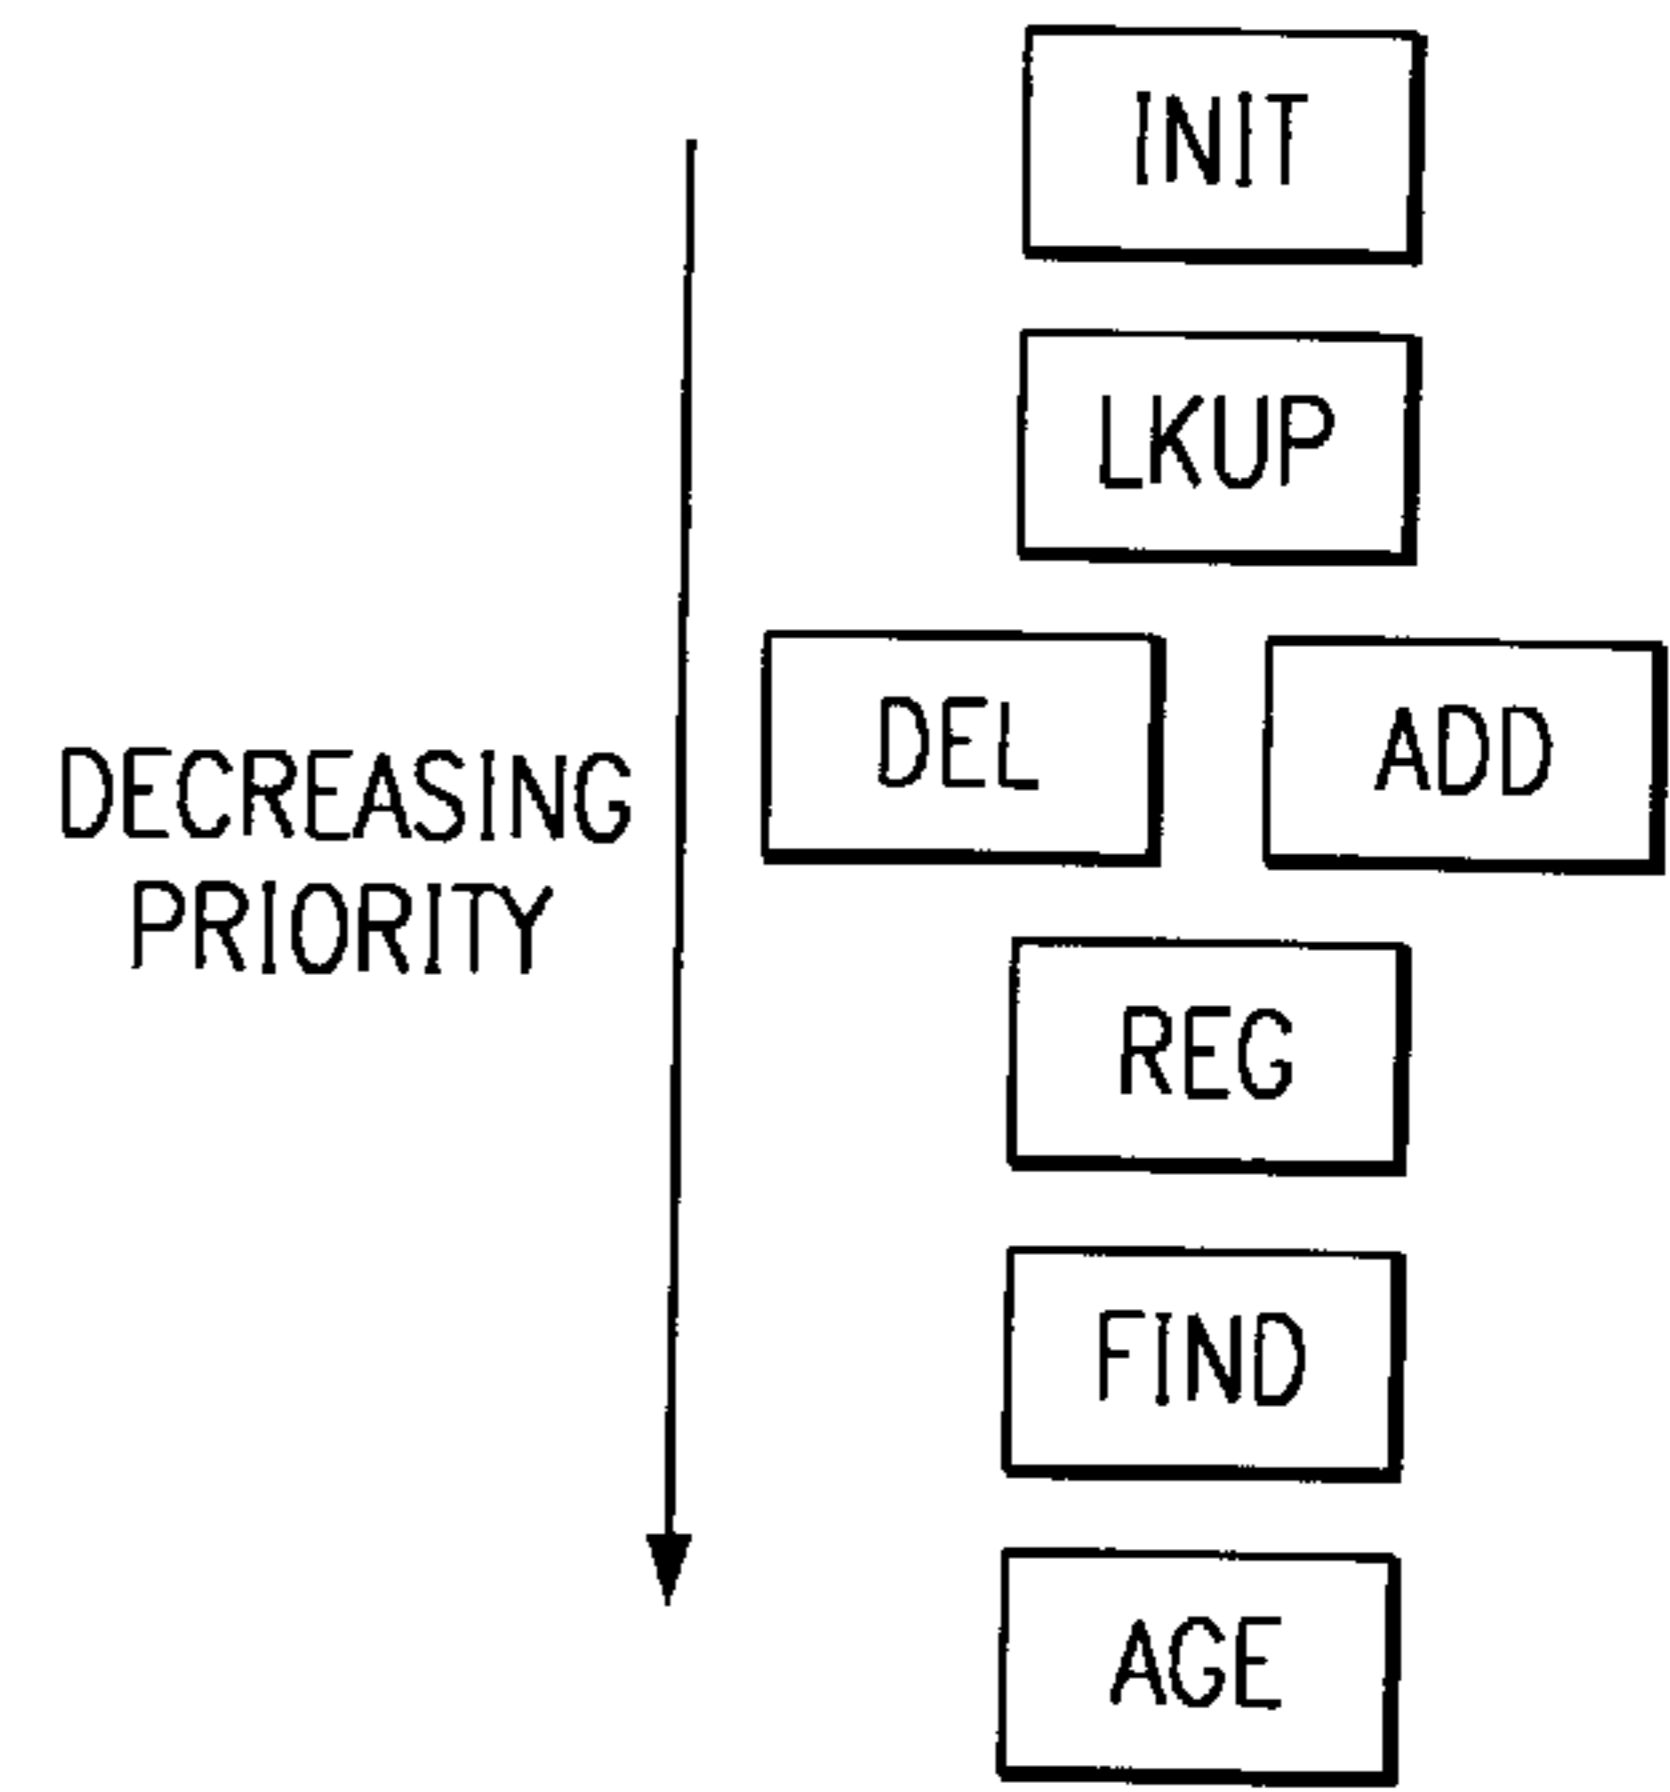 INIT
LKUP
DEL ADD
DECREASING
PRIORITY
REG
FIND
AGE